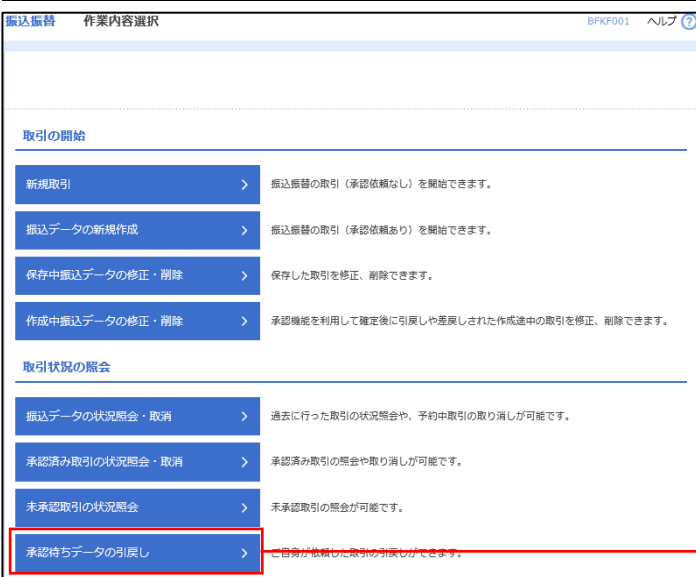 振込振替 作業内容選択 BFKF001 ヘルプ ?
取引の開始
新規取引 振込振替の取引（承認依頼なし）を開始できます。
振込データの新規作成 振込振替の取引（承認依頼あり）を開始できます。
保存中振込データの修正・削除 保存した取引を修正、削除できます。
作成中振込データの修正・削除 承認機能を利用して確定後に引戻しや差戻しされた作成途中の取引を修正、削除できます。
取引状況の照会
振込データの状況照会・取消 過去に行った取引の状況照会や、予約中取引の取り消しが可能です。
承認済み取引の状況照会・取消 承認済み取引の照会や取り消しが可能です。
未承認取引の状況照会 未承認取引の照会が可能です。
承認待ちデータの引戻し ご自身が依頼した取引の引戻しができます。